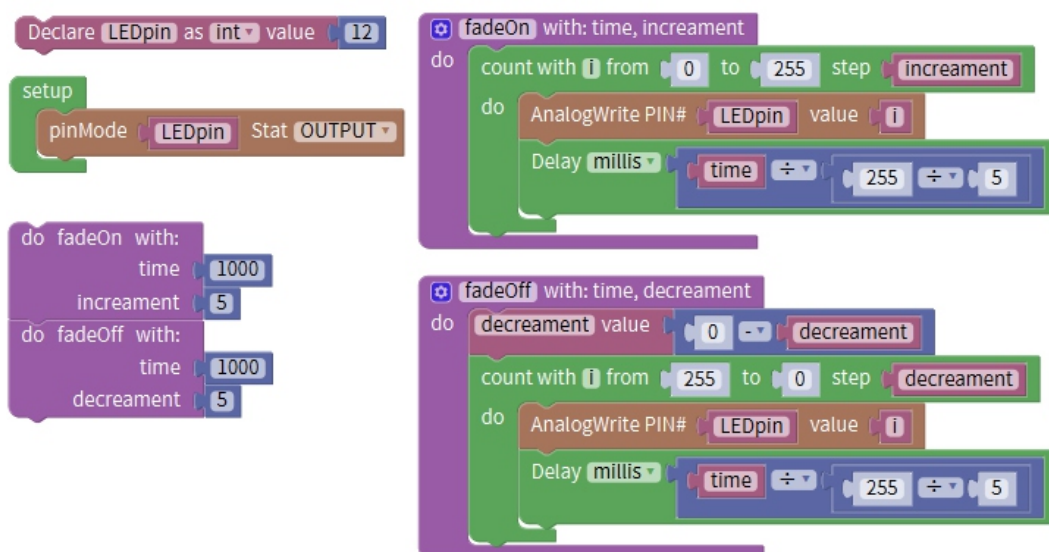 Declare LEDpin as int value 12
setup
pinMode LEDpin Stat OUTPUT
do fadeOn with:
time 1000
increament 5
do fadeOff with:
time 1000
decreament 5
fadeOn with: time, increament
do count with i from 0 to 255 step increament
do AnalogWrite PIN# LEDpin value i
Delay millis time ÷ 255 ÷ 5
fadeOff with: time, decreament
do decreament value 0 - decreament
count with i from 255 to 0 step decreament
do AnalogWrite PIN# LEDpin value i
Delay millis time ÷ 255 ÷ 5